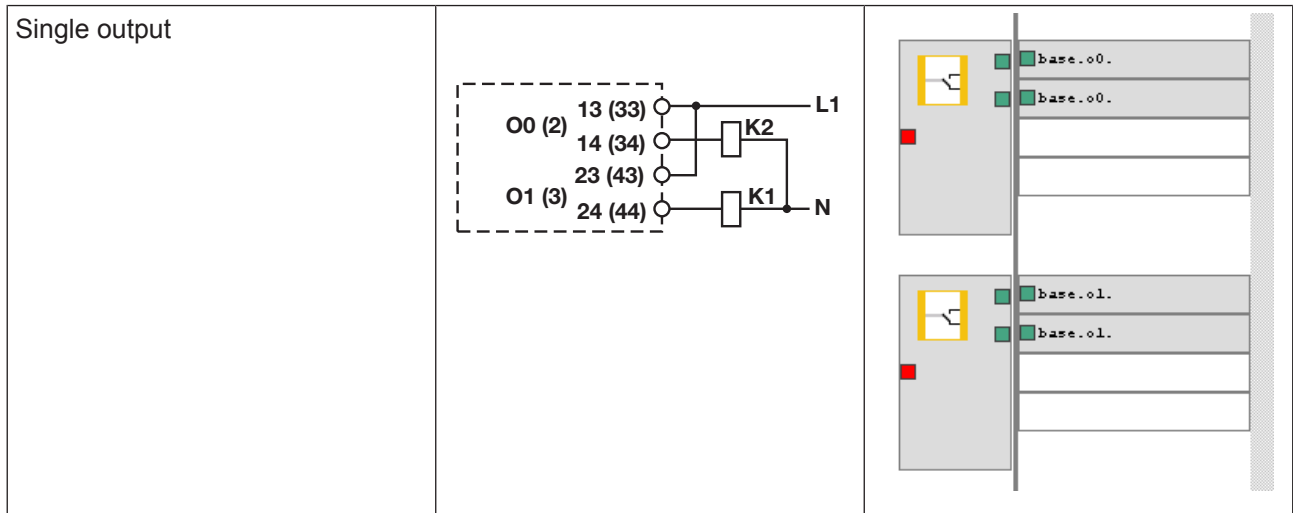 Single output
O0 (2)
13 (33)
L1
14 (34)
K2
23 (43)
O1 (3)
24 (44)
K1
N
base.o0.
base.o0.
base.o1.
base.o1.